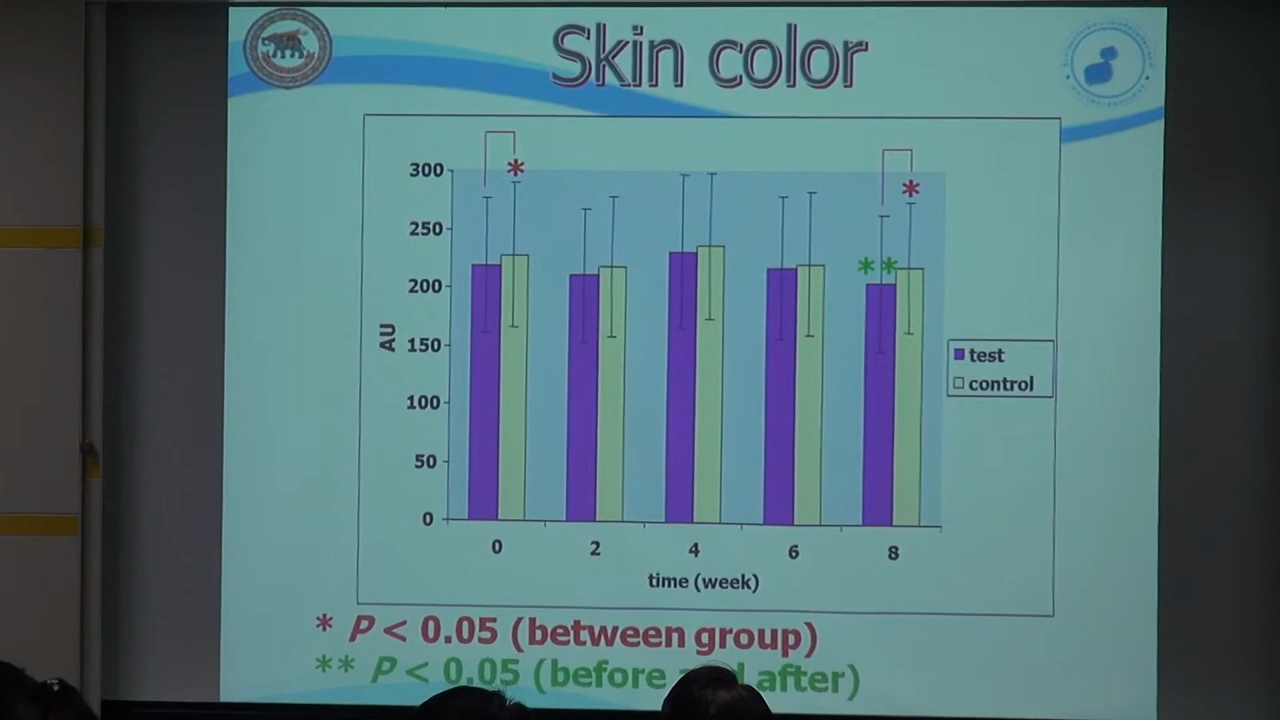 Skin color
*
*
300
250
**
200
AU
150
100
50
0
test
control
0 2 4 6 8
time (week)
* P < 0.05 (between group)
** P < 0.05 (before after)